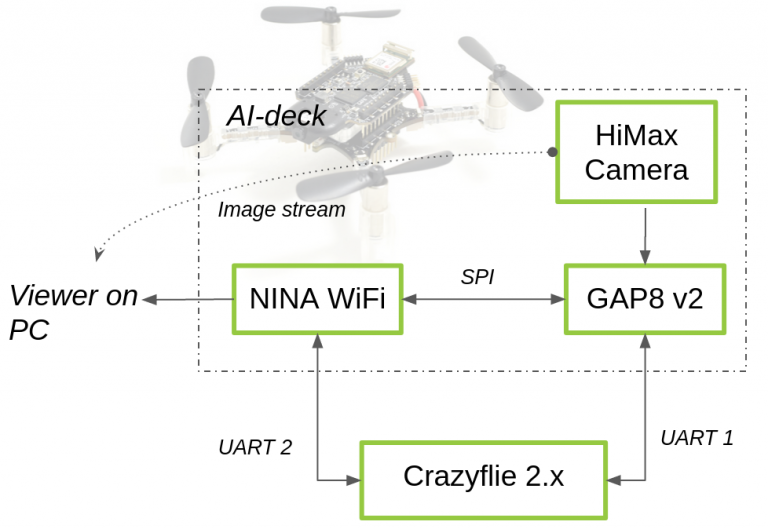 AI-deck
HiMax
Camera
Image stream
Viewer on
PC
NINA WiFi
SPI
GAP8 v2
UART 2
UART 1
Crazyflie 2.x